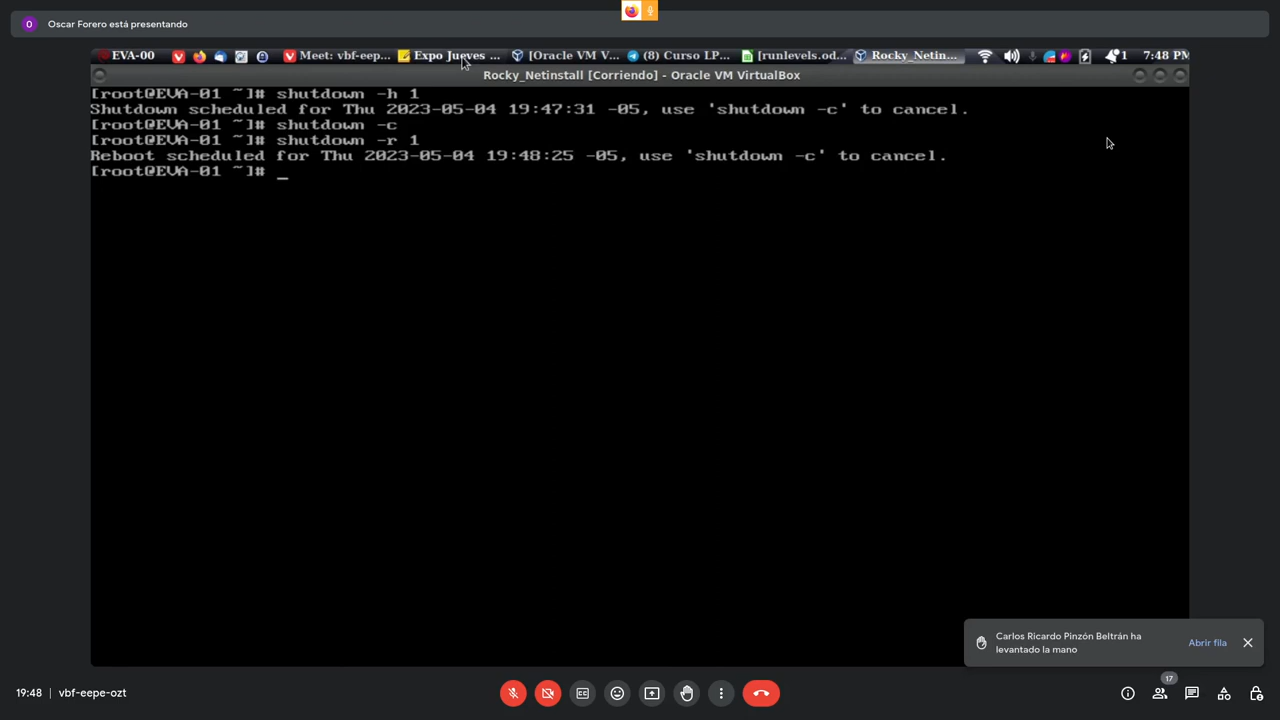 O Oscar Forero está presentando
EVA-00 Meet: vbf-eep... Expo Jueves ... [Oracle VM V... (8) Curso LP... [runlevels.od... Rocky_Netin... 1 7:48 PM
Rocky_Netinstall [Corriendo] - Oracle VM VirtualBox
[root@EVA-01 ~]# shutdown -h 1
Shutdown scheduled for Thu 2023-05-04 19:47:31 -05, use 'shutdown -c' to cancel.
[root@EVA-01 ~]# shutdown -c
[root@EVA-01 ~]# shutdown -r 1
Reboot scheduled for Thu 2023-05-04 19:48:25 -05, use 'shutdown -c' to cancel.
[root@EVA-01 ~]# _
Carlos Ricardo Pinzón Beltrán ha
levantado la mano
Abrir fila
19:48 vbf-eepe-ozt
17